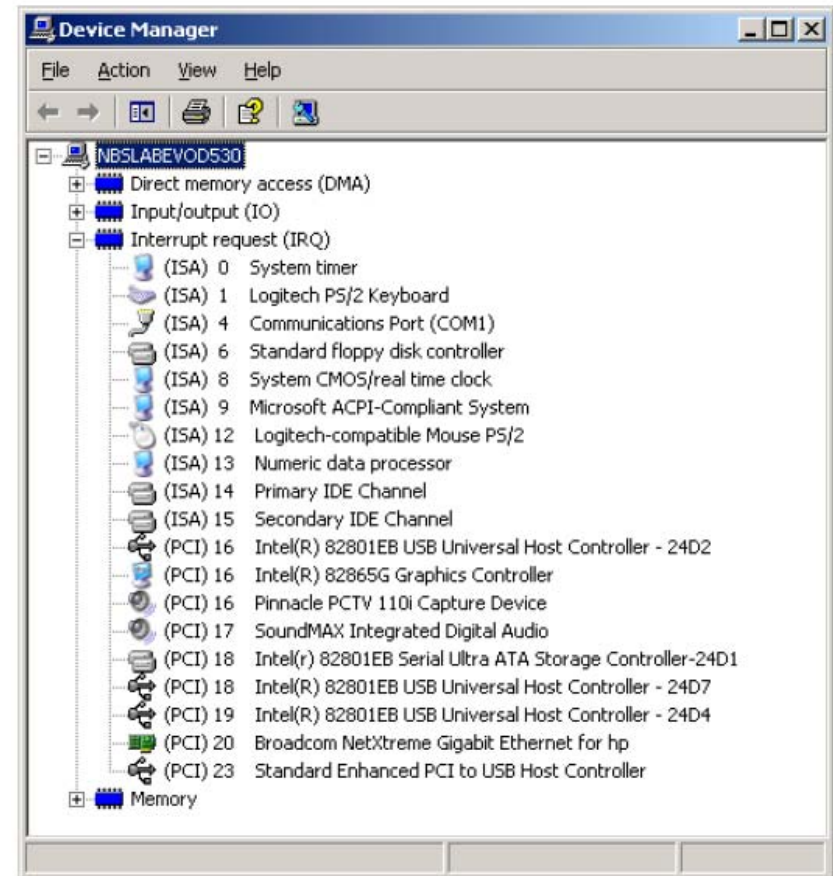 Device Manager
File Action View Help
NBSLABEVOD530
Direct memory access (DMA)
Input/output (IO)
Interrupt request (IRQ)
(ISA) 0 System timer
(ISA) 1 Logitech PS/2 Keyboard
(ISA) 4 Communications Port (COM1)
(ISA) 6 Standard floppy disk controller
(ISA) 8 System CMOS/real time clock
(ISA) 9 Microsoft ACPI-Compliant System
(ISA) 12 Logitech-compatible Mouse PS/2
(ISA) 13 Numeric data processor
(ISA) 14 Primary IDE Channel
(ISA) 15 Secondary IDE Channel
(PCI) 16 Intel(R) 82801EB USB Universal Host Controller - 24D2
(PCI) 16 Intel(R) 82865G Graphics Controller
(PCI) 16 Pinnacle PCTV 110i Capture Device
(PCI) 17 SoundMAX Integrated Digital Audio
(PCI) 18 Intel(r) 82801EB Serial Ultra ATA Storage Controller-24D1
(PCI) 18 Intel(R) 82801EB USB Universal Host Controller - 24D7
(PCI) 19 Intel(R) 82801EB USB Universal Host Controller - 24D4
(PCI) 20 Broadcom NetXtreme Gigabit Ethernet for hp
(PCI) 23 Standard Enhanced PCI to USB Host Controller
Memory